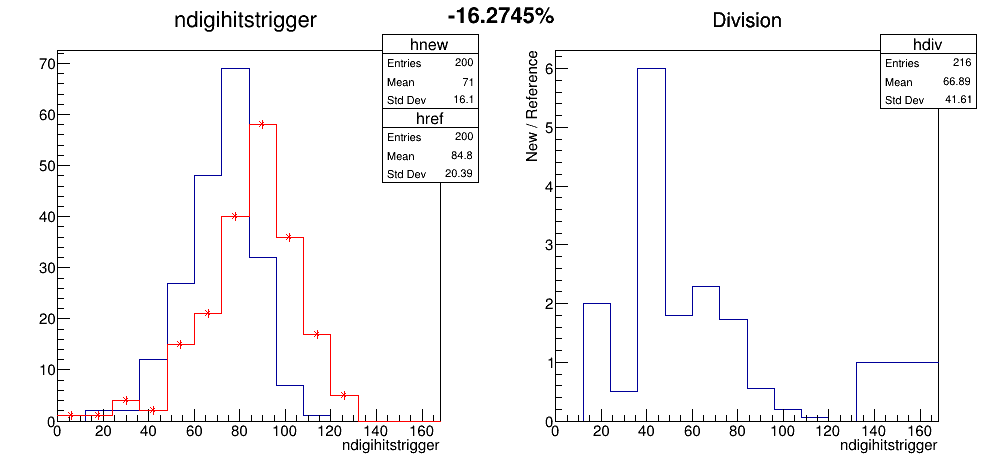 -16.2745%
ndigihitstrigger
hnew
Entries 200
Mean 71
Std Dev 16.1
href
Entries 200
Mean 84.8
Std Dev 20.39
70
60
50
40
30
20
10
0
0 20 40 60 80 100 120 140 160
ndigihitstrigger
Division
hdiv
Entries 216
Mean 66.89
Std Dev 41.61
New / Reference
6
5
4
3
2
1
0
0 20 40 60 80 100 120 140 160
ndigihitstrigger